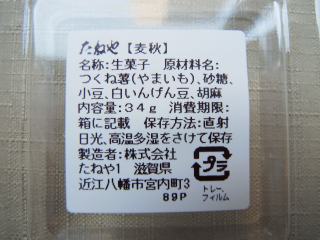 たねや【麦秋】
名称:生菓子 原材料名:
つくね薯(やまいも)、砂糖、
小豆、白いんげん豆、胡麻
内容量:34g 消費期限:
箱に記載 保存方法:直射
日光、高温多湿をさけて保存
製造者:株式会社
たねや1 滋賀県
近江八幡市宮内町3
89P
プラ
トレー、
フィルム